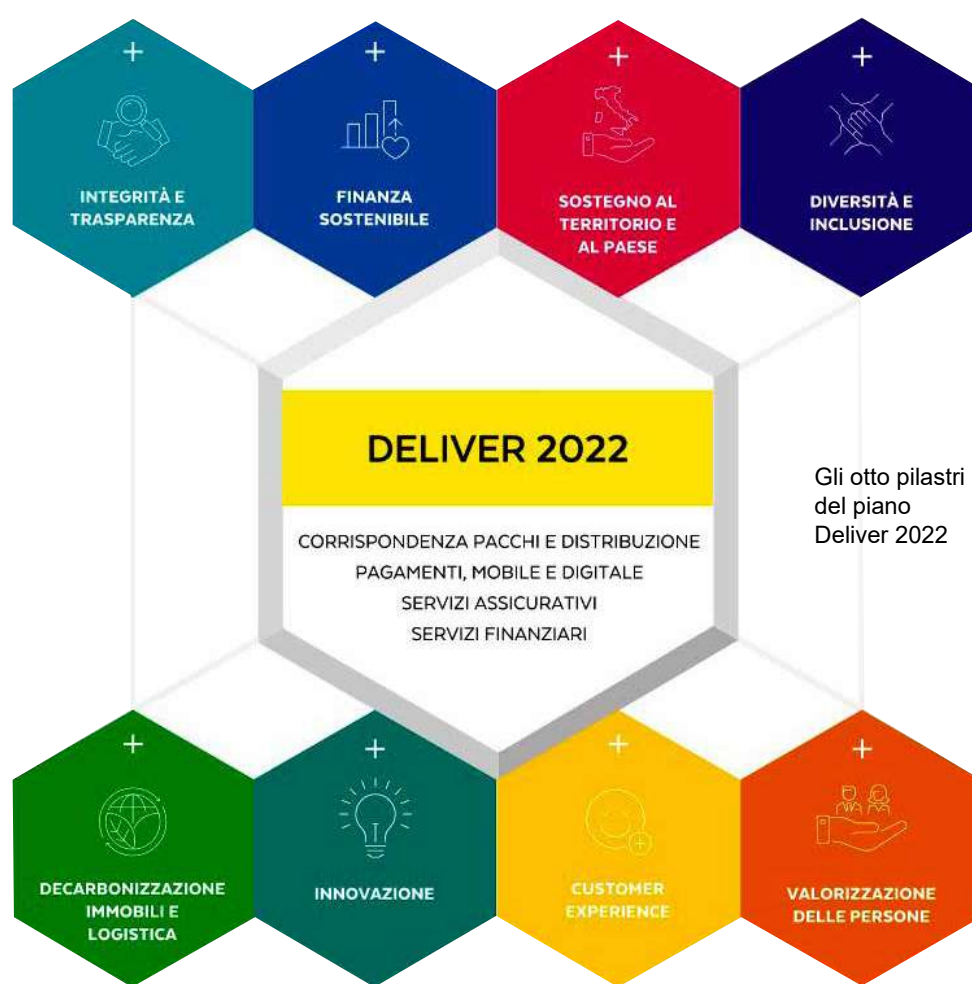 INTEGRITÀ E
TRASPARENZA
FINANZA
SOSTENIBILE
SOSTEGNO AL
TERRITORIO E
AL PAESE
DIVERSITÀ E
INCLUSIONE
DELIVER 2022
CORRISPONDENZA PACCHI E DISTRIBUZIONE
PAGAMENTI, MOBILE E DIGITALE
SERVIZI ASSICURATIVI
SERVIZI FINANZIARI
Gli otto pilastri
del piano
Deliver 2022
DECARBONIZZAZIONE
IMMOBILI E
LOGISTICA
INNOVAZIONE
CUSTOMER
EXPERIENCE
VALORIZZAZIONE
DELLE PERSONE